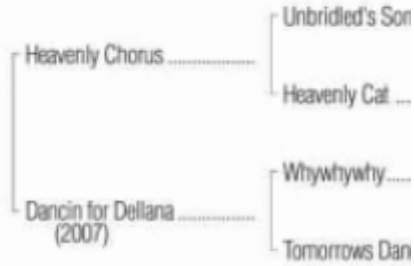 Unbridled's Son
Heavenly Chorus ....................
Heavenly Cat ....
Whywhywhy.....
Dancin for Dellana .................
(2007)
Tomorrows Dan